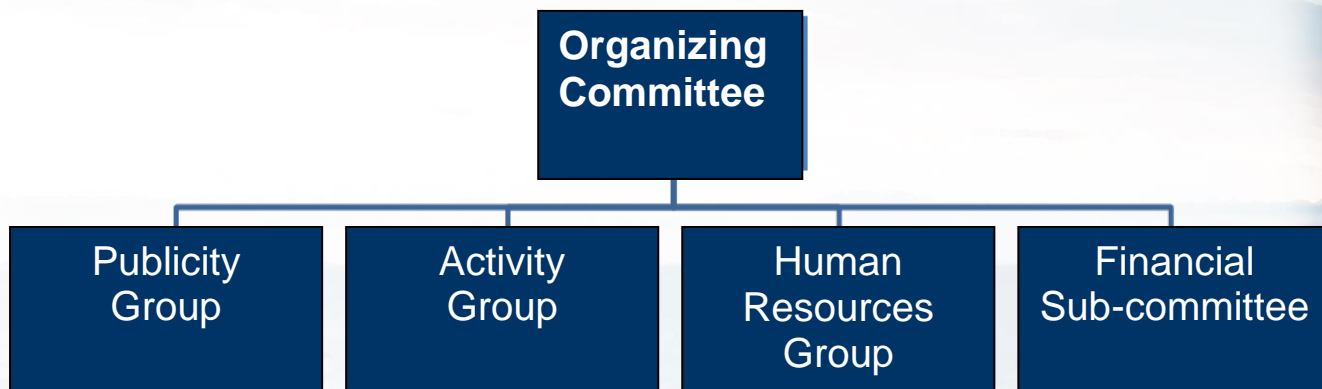 Organizing
Committee
Publicity
Group
Activity
Group
Human
Resources
Group
Financial
Sub-committee